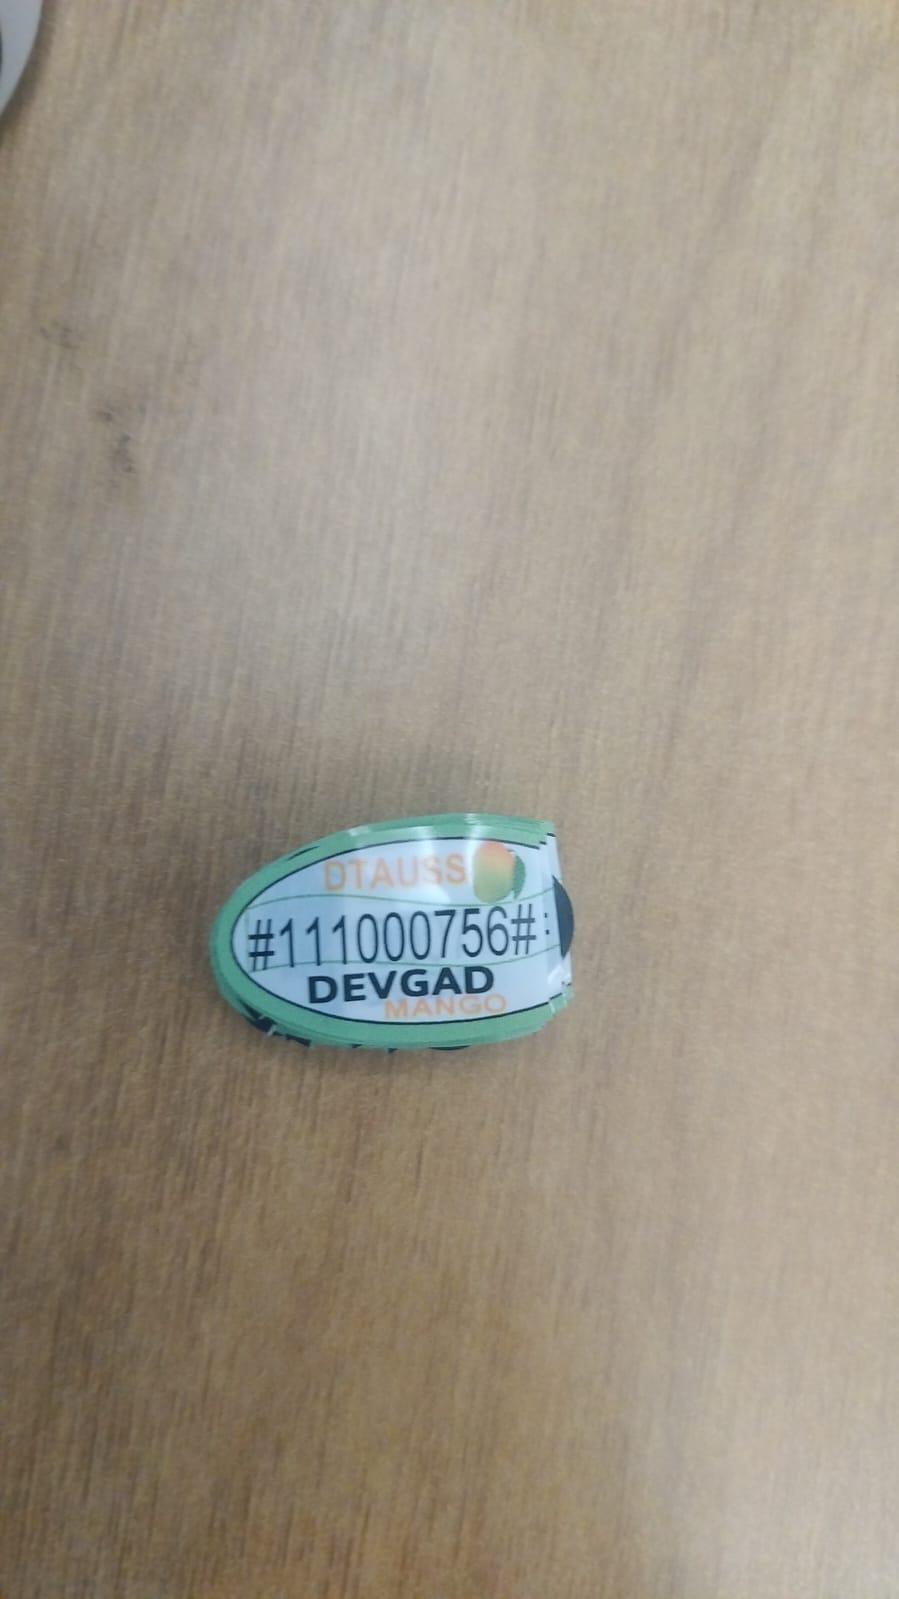 DTAUSS
#111000756#:
DEVGAD
MANGO